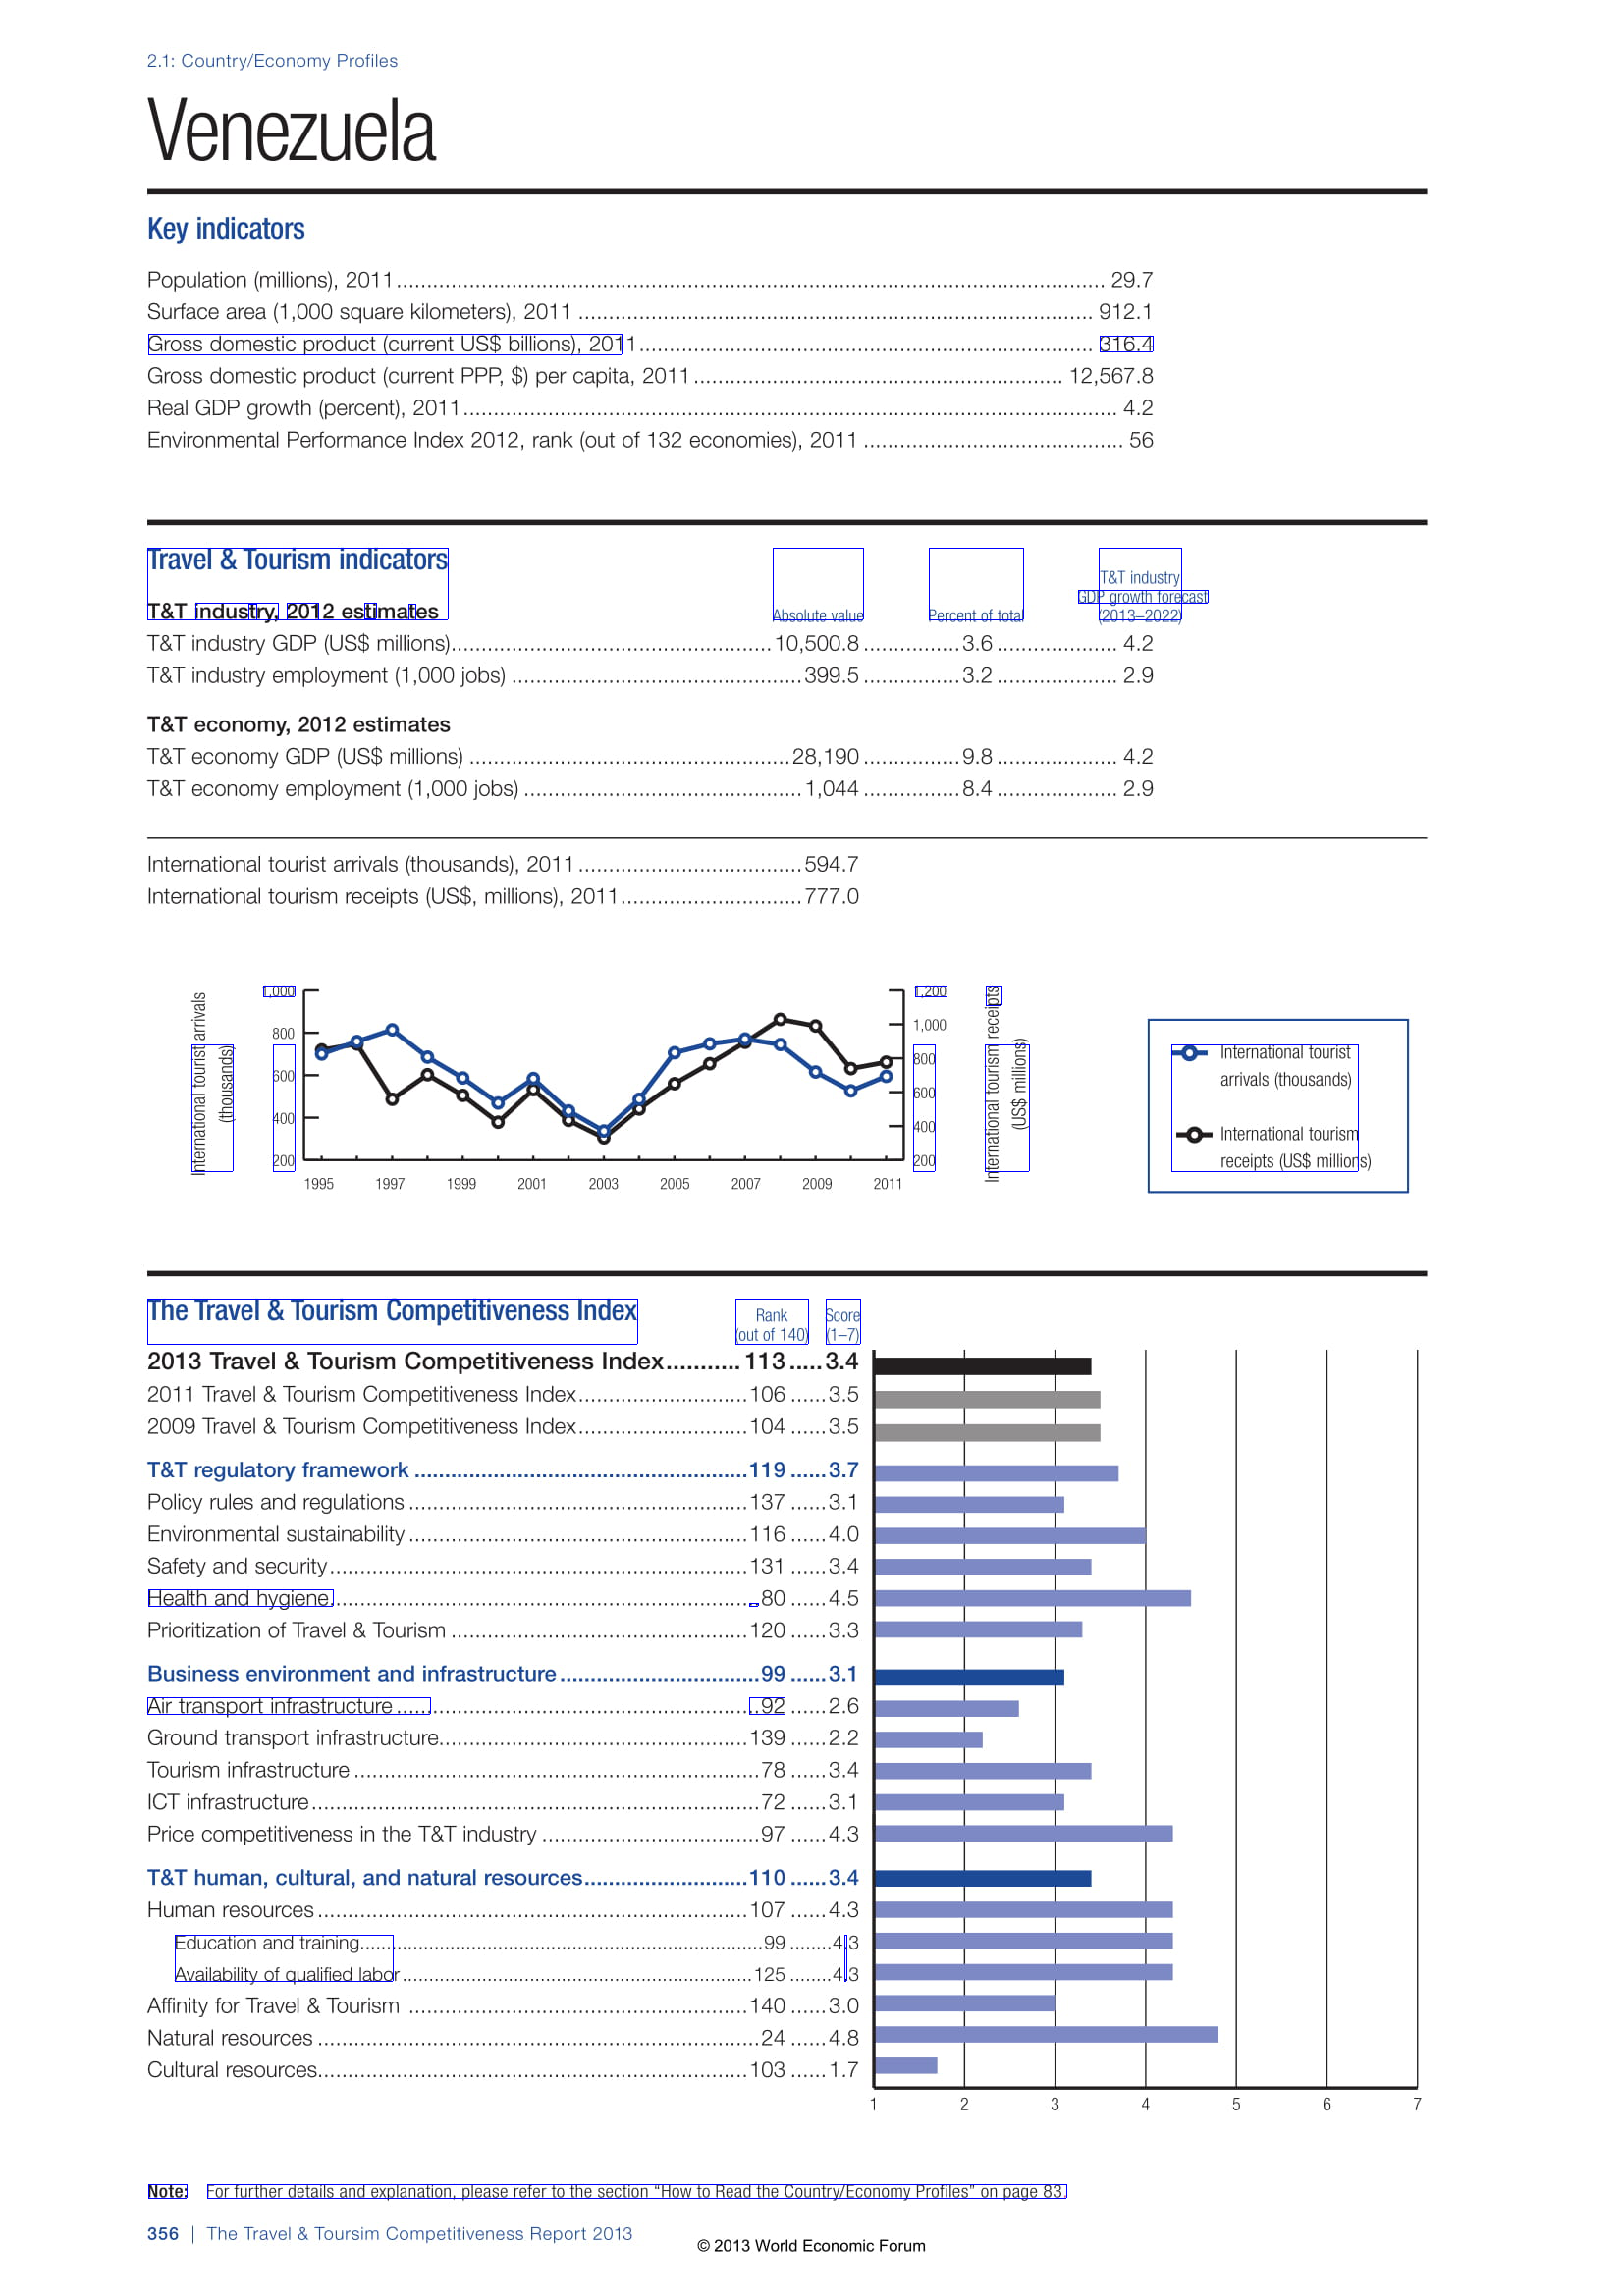 2.1: Country/Economy Profiles
Venezuela
Key indicators
Population (millions), 2011 29.7
Surface area (1,000 square kilometers), 2011 912.1
Gross domestic product (current US$ billions), 2011 316.4
Gross domestic product (current PPP, $) per capita, 2011 12,567.8
Real GDP growth (percent), 2011 4.2
Environmental Performance Index 2012, rank (out of 132 economies), 2011 56
Travel & Tourism indicators
T&T industry
GDP growth forecast
T&T industry, 2012 estimates Absolute value Percent of total (2013–2022)
T&T industry GDP (US$ millions) 10,500.8 3.6 4.2
T&T industry employment (1,000 jobs) 399.5 3.2 2.9
T&T economy, 2012 estimates
T&T economy GDP (US$ millions) 28,190 9.8 4.2
T&T economy employment (1,000 jobs) 1,044 8.4 2.9
International tourist arrivals (thousands), 2011 594.7
International tourism receipts (US$, millions), 2011 777.0
International tourist arrivals
(thousands)
1,000
800
600
400
200
1,200
1,000
800
600
400
200
International tourism receipts
(US$ millions)
1995 1997 1999 2001 2003 2005 2007 2009 2011
International tourist
arrivals (thousands)
International tourism
receipts (US$ millions)
The Travel & Tourism Competitiveness Index
Rank Score
(out of 140) (1–7)
2013 Travel & Tourism Competitiveness Index 113 3.4
2011 Travel & Tourism Competitiveness Index 106 3.5
2009 Travel & Tourism Competitiveness Index 104 3.5
T&T regulatory framework 119 3.7
Policy rules and regulations 137 3.1
Environmental sustainability 116 4.0
Safety and security 131 3.4
Health and hygiene 80 4.5
Prioritization of Travel & Tourism 120 3.3
Business environment and infrastructure 99 3.1
Air transport infrastructure 92 2.6
Ground transport infrastructure 139 2.2
Tourism infrastructure 78 3.4
ICT infrastructure 72 3.1
Price competitiveness in the T&T industry 97 4.3
T&T human, cultural, and natural resources 110 3.4
Human resources 107 4.3
Education and training 99 4.3
Availability of qualified labor 125 4.3
Affinity for Travel & Tourism 140 3.0
Natural resources 24 4.8
Cultural resources 103 1.7
1 2 3 4 5 6 7
Note: For further details and explanation, please refer to the section “How to Read the Country/Economy Profiles” on page 83.
356 | The Travel & Toursim Competitiveness Report 2013
© 2013 World Economic Forum